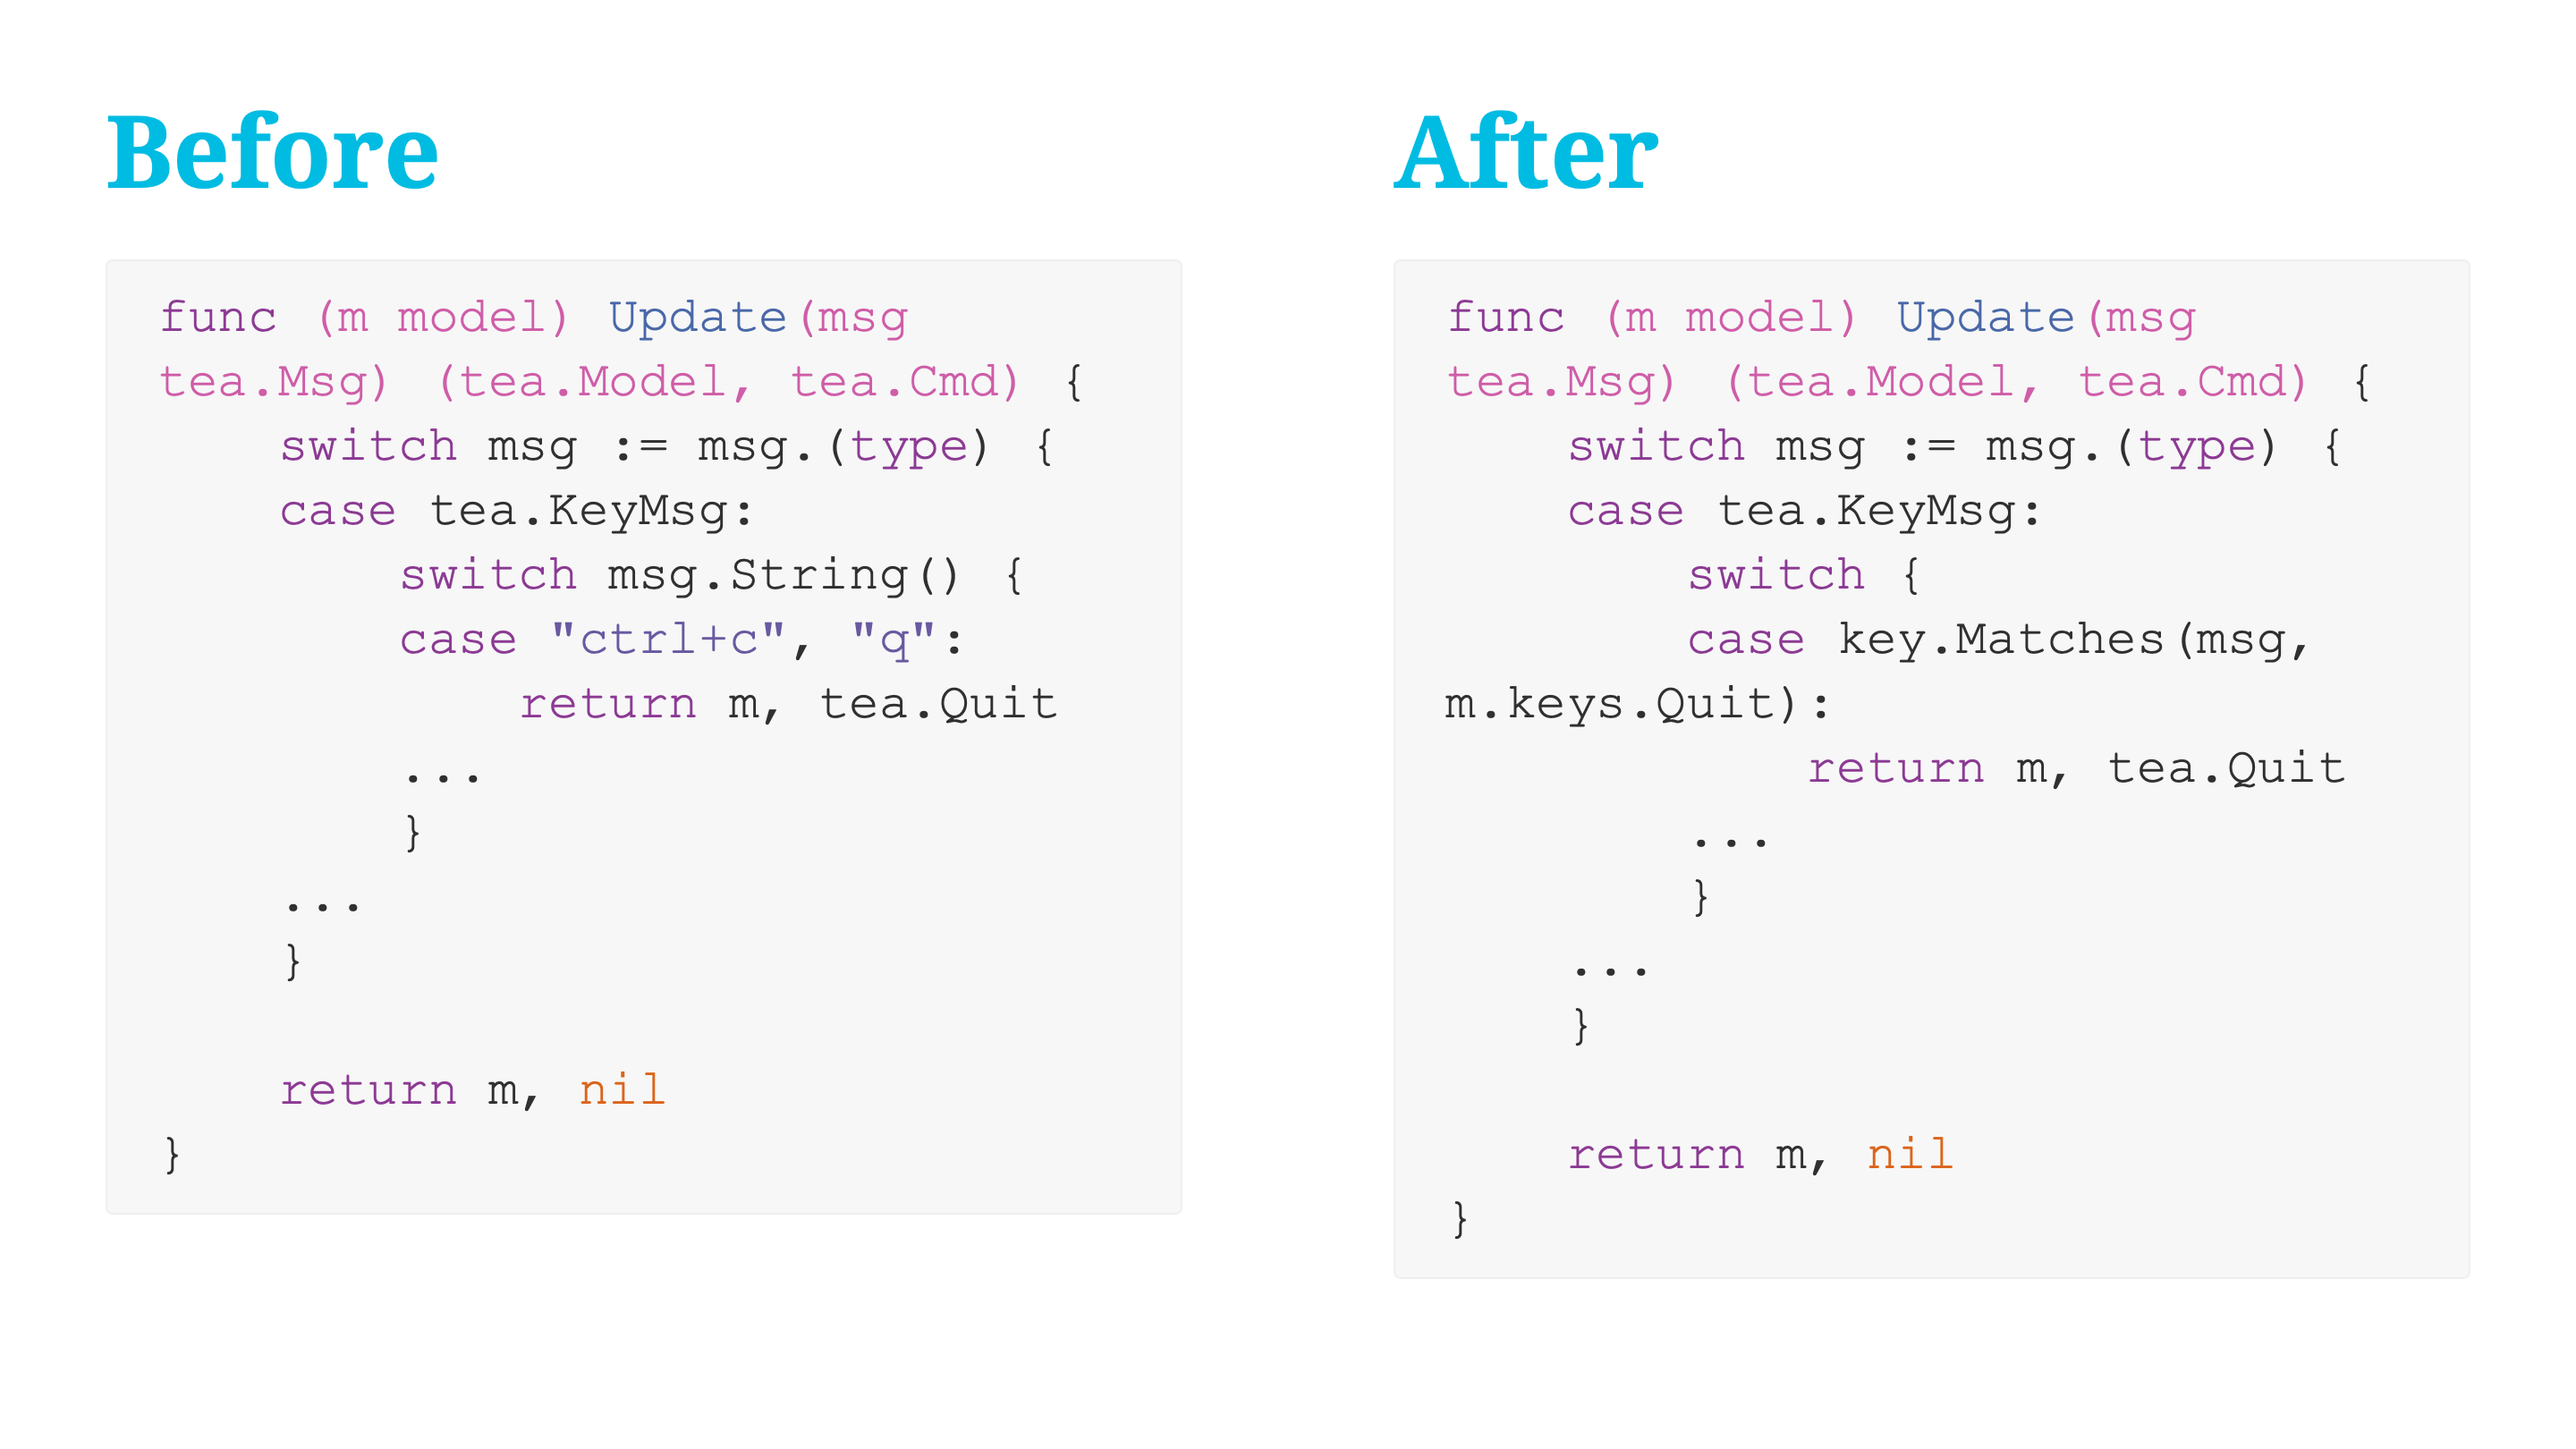 Before
func (m model) Update(msg
tea.Msg) (tea.Model, tea.Cmd) {
    switch msg := msg.(type) {
    case tea.KeyMsg:
        switch msg.String() {
        case "ctrl+c", "q":
            return m, tea.Quit
        ...
        }
    ...
    }

    return m, nil
}
After
func (m model) Update(msg
tea.Msg) (tea.Model, tea.Cmd) {
    switch msg := msg.(type) {
    case tea.KeyMsg:
        switch {
        case key.Matches(msg,
m.keys.Quit):
            return m, tea.Quit
        ...
        }
    ...
    }

    return m, nil
}